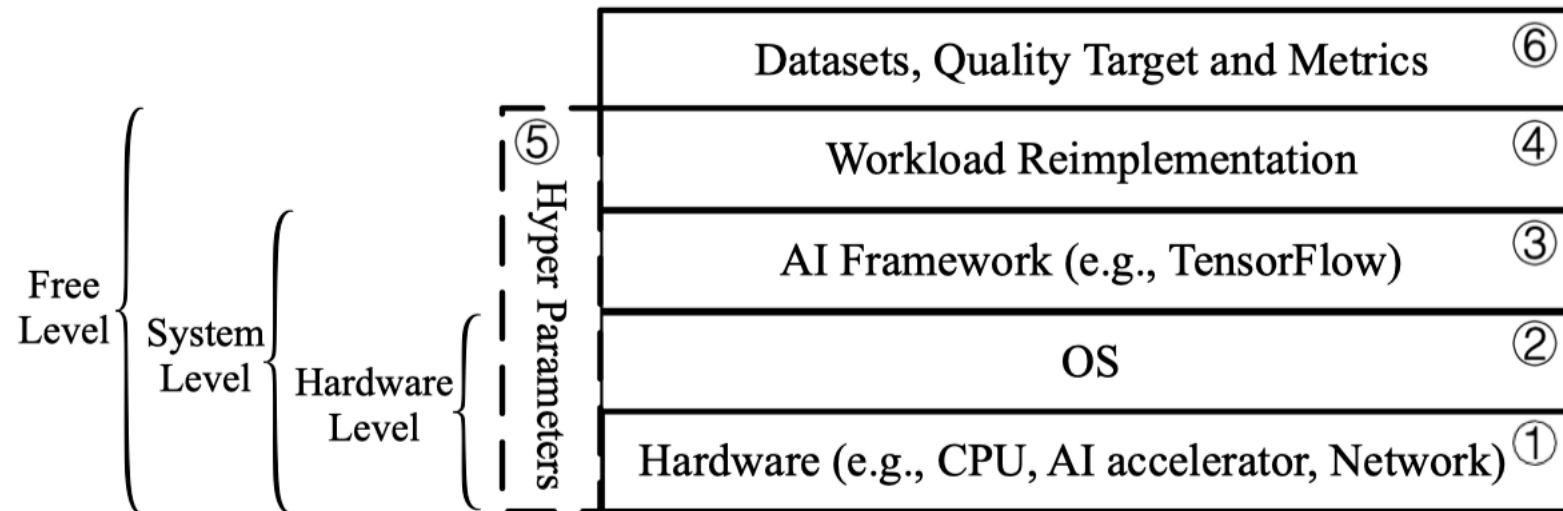 Datasets, Quality Target and Metrics ⑥
⑤
Workload Reimplementation ④
Hyper Parameters
AI Framework (e.g., TensorFlow) ③
Free
Level
System
Level
OS ②
Hardware
Level
Hardware (e.g., CPU, AI accelerator, Network) ①